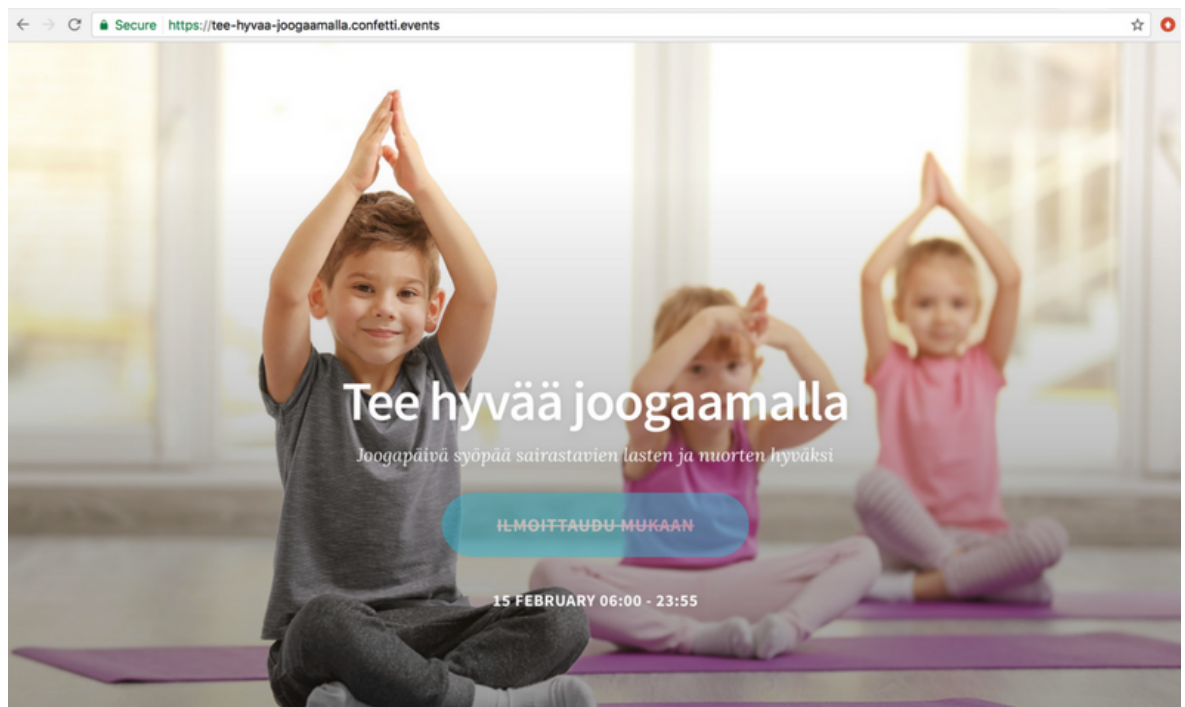 Secure https://tee-hyvaa-joogaamalla.confetti.events
Tee hyvää joogaamalla
Joogapäivä syöpää sairastavien lasten ja nuorten hyväksi
ILMOITTAUDU MUKAAN
15 FEBRUARY 06:00 - 23:55